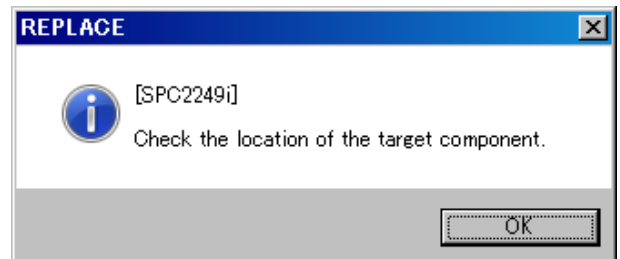 REPLACE
[SPC2249i]
Check the location of the target component.
OK